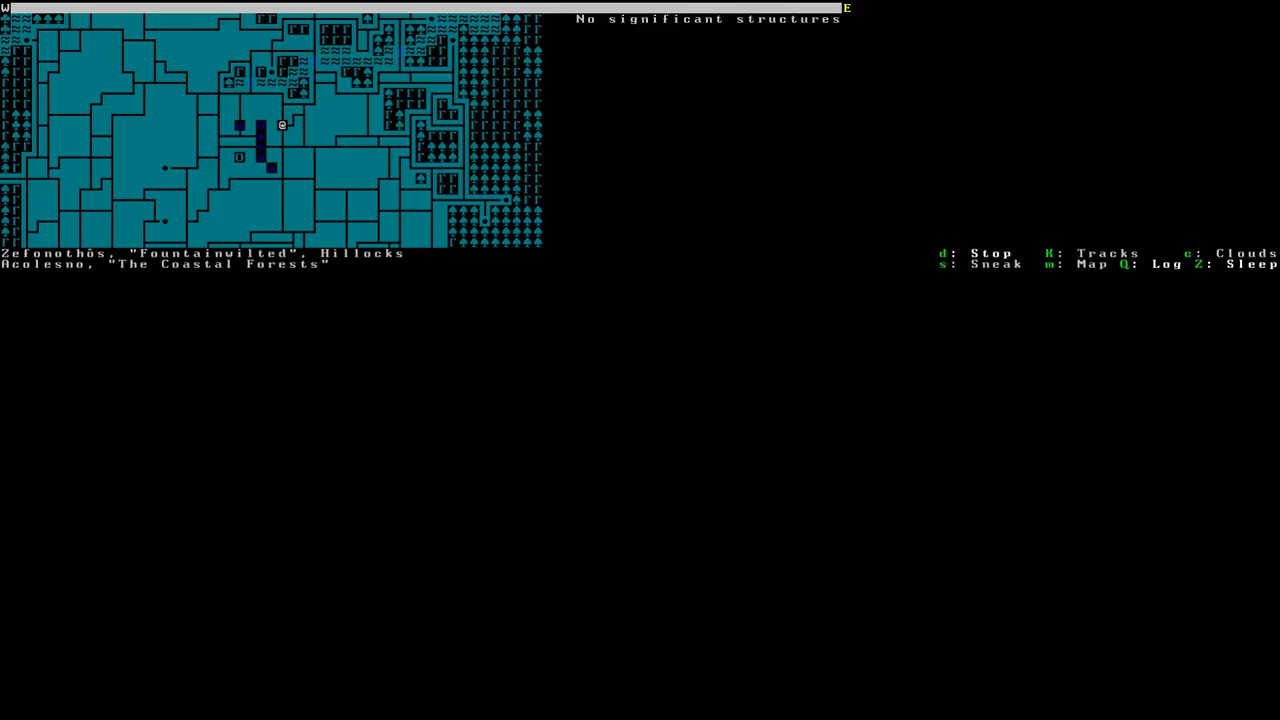 W E
No significant structures
Zefonothôs, "Fountainwilted", Hillocks
Acolesno, "The Coastal Forests"
d: Stop K: Tracks c: Clouds
s: Sneak m: Map Q: Log Z: Sleep